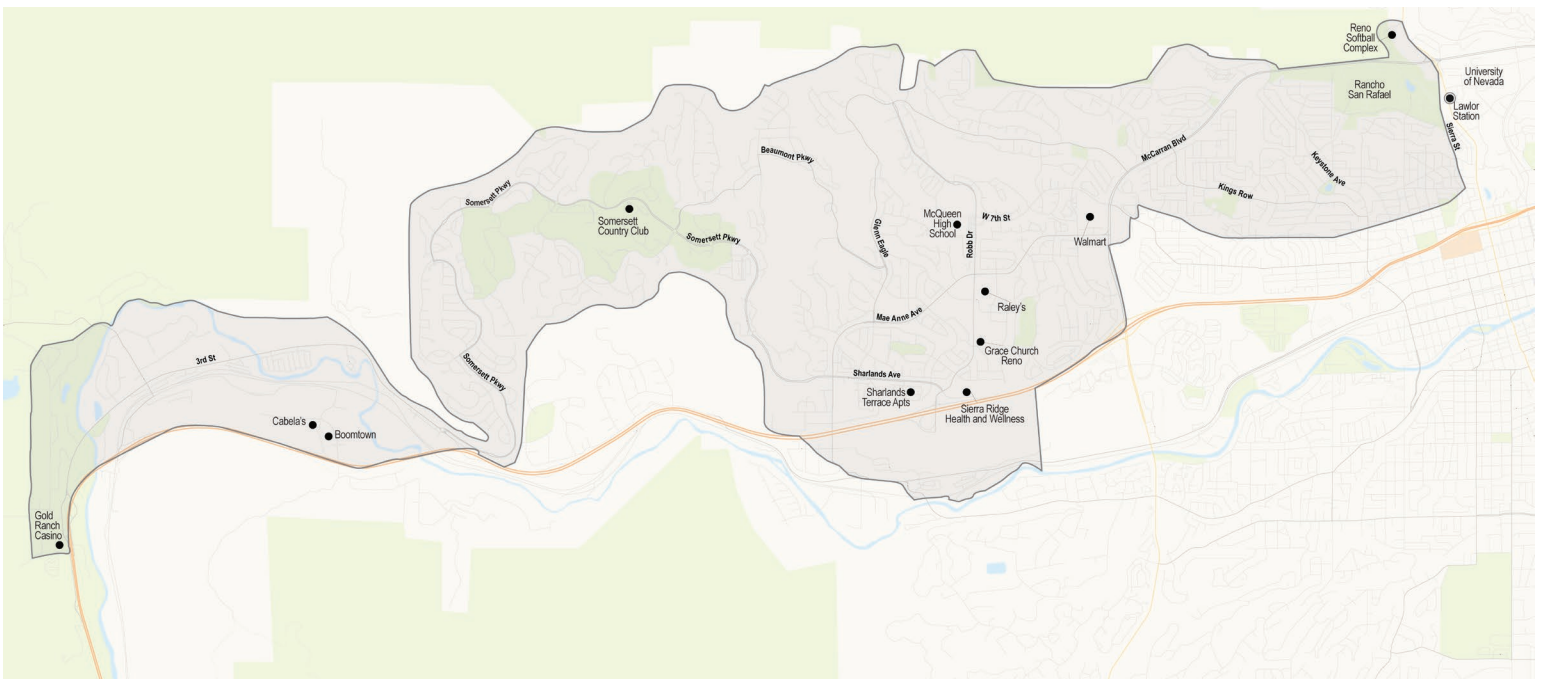 Reno
Softball
Complex
University
of Nevada
Rancho
San Rafael
Lawlor
Station
Sierra St
McCarran Blvd
Beaumont Pkwy
Keystone Ave
Kings Row
Somersett Pkwy
Somersett
Country Club
Somersett Pkwy
Glenn Eagle
McQueen
High
School
W 7th St
Robb Dr
Walmart
Raley's
Mae Anne Ave
Grace Church
Reno
3rd St
Somersett Pkwy
Sharlands Ave
Sharlands
Terrace Apts
Sierra Ridge
Health and Wellness
Cabela's
Boomtown
Gold
Ranch
Casino